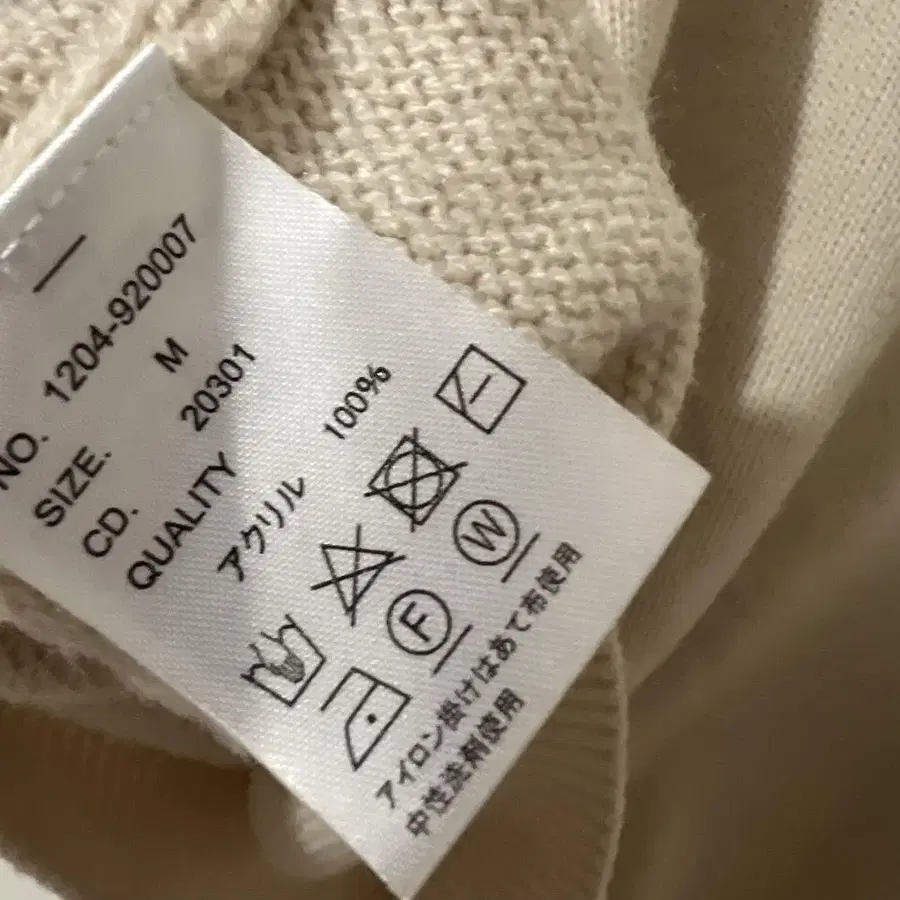 NO. 1204-920007
SIZE. M
CD. 20301
QUALITY
アクリル 100%
F W
アイロン掛けはあて布使用
中性洗剤使用